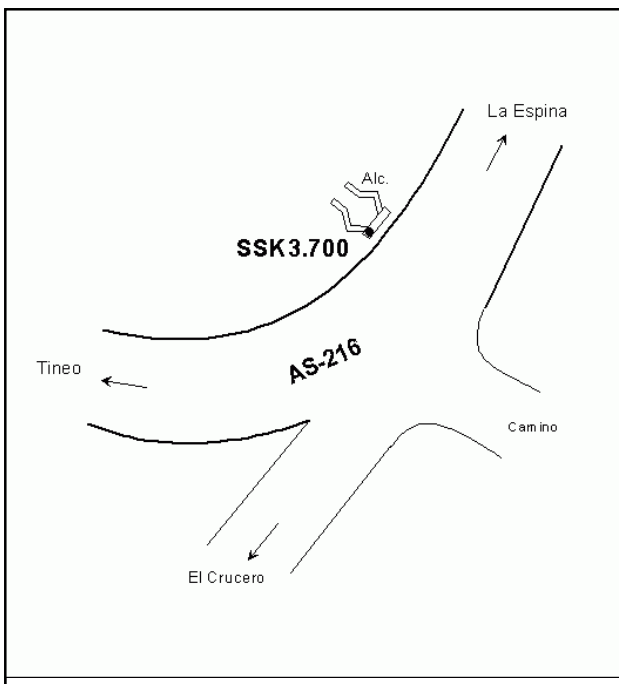 La Espina
Alc.
SSK3.700
AS-216
Tineo
Camino
El Crucero